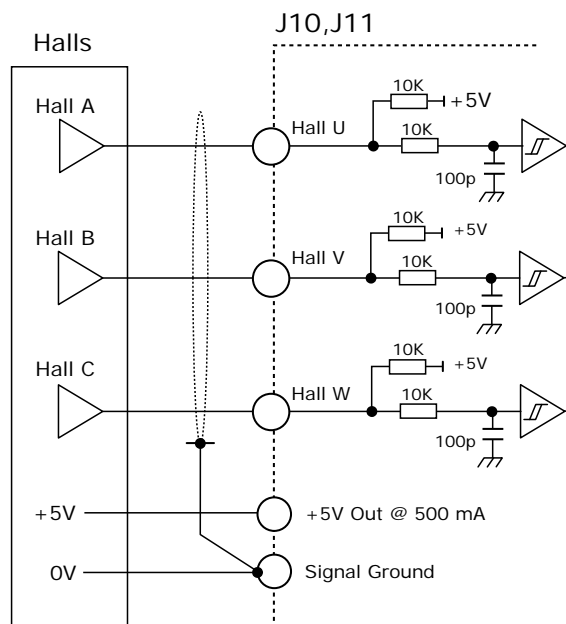 J10,J11
Halls
10K
+5V
Hall A
Hall U
10K
100p
10K
+5V
Hall B
Hall V
10K
100p
10K
+5V
Hall C
Hall W
10K
100p
+5V
+5V Out @ 500 mA
0V
Signal Ground